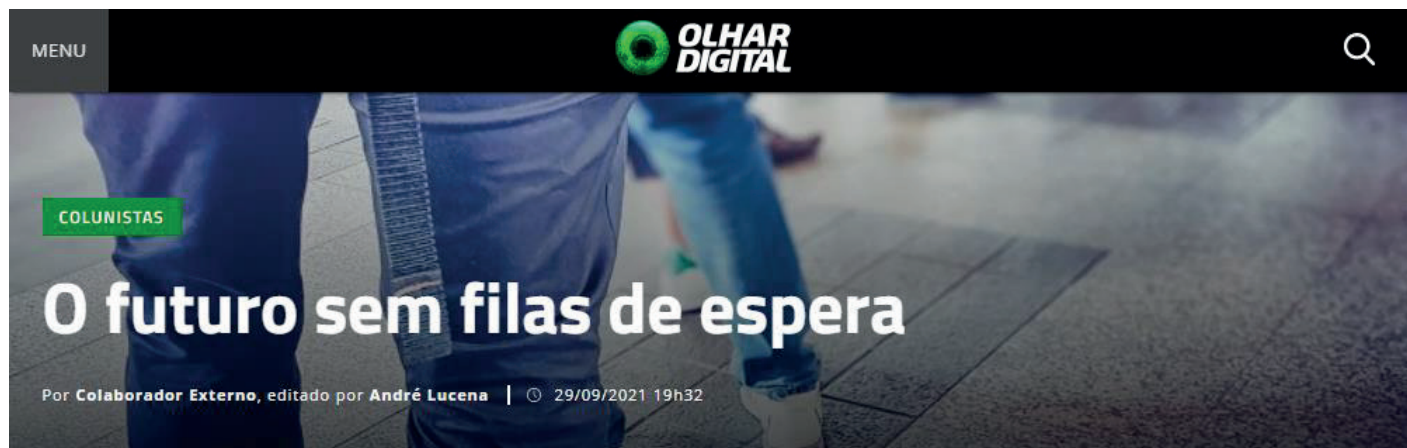 MENU
OLHAR
DIGITAL
COLUNISTAS
O futuro sem filas de espera
Por Colaborador Externo, editado por André Lucena | 29/09/2021 19h32